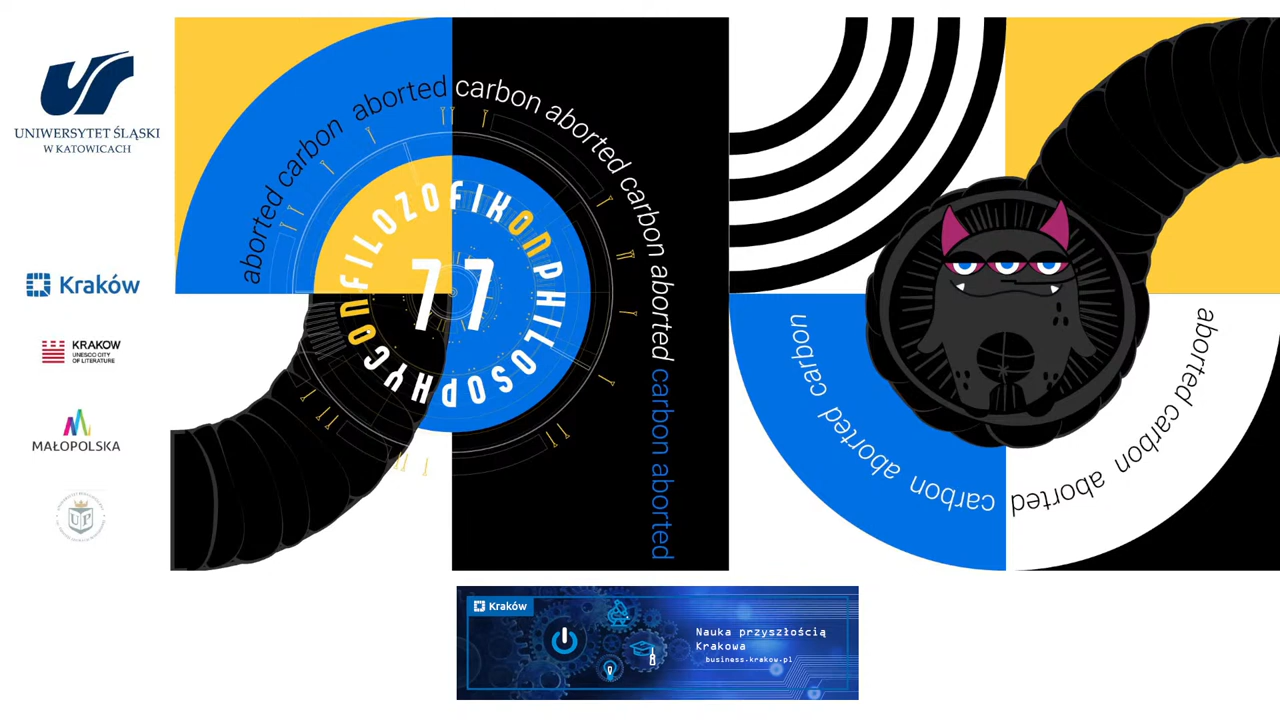 UNIWERSYTET ŚLĄSKI
W KATOWICACH
Kraków
KRAKOW
UNESCO CITY
OF LITERATURE
MAŁOPOLSKA
UP
aborted carbon aborted carbon aborted carbon aborted carbon aborted
FILOZOFIKON
PHILOSOPHYCON
77
carbon aborted carbon aborted carbon aborted
Kraków
Nauka przyszłością
Krakowa
business.krakow.pl